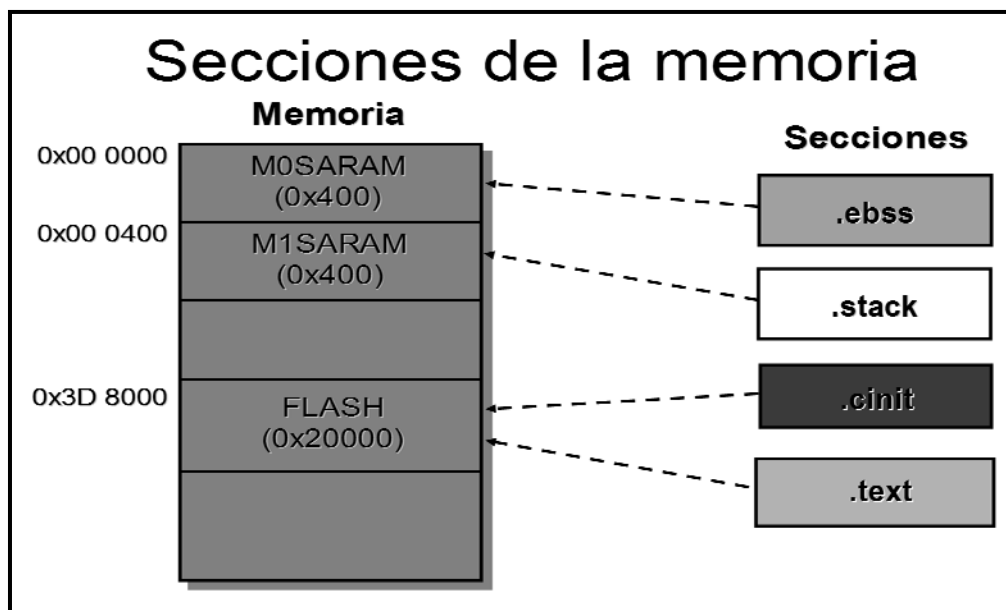 Secciones de la memoria
Memoria
Secciones
0x00 0000
M0SARAM
(0x400)
0x00 0400
M1SARAM
(0x400)
0x3D 8000
FLASH
(0x20000)
.ebss
.stack
.cinit
.text